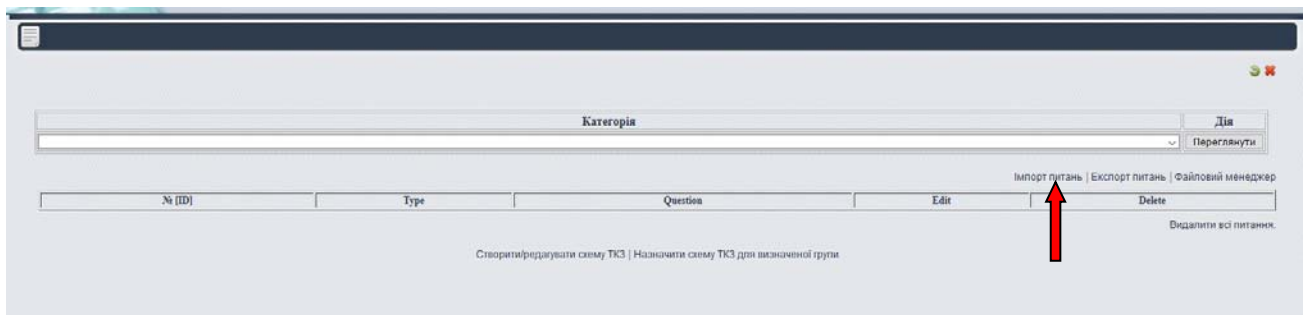 Категорія Дія
Переглянути
Імпорт питань | Експорт питань | Файловий менеджер
№ [ID] Type Question Edit Delete
Видалити всі питання.
Створити/редагувати схему ТКЗ | Назначити схему ТКЗ для визначеної групи